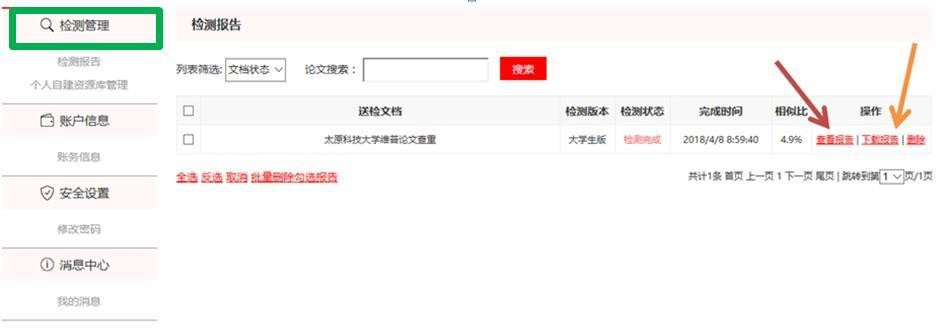 检测管理
检测报告
个人自建资源库管理
账户信息
账务信息
安全设置
修改密码
消息中心
我的消息
检测报告
列表筛选: 文档状态 论文搜索： 搜索
送检文档 检测版本 检测状态 完成时间 相似比 操作
太原科技大学维普论文查重 大学生版 检测完成 2018/4/8 8:59:40 4.9% 查看报告 | 下载报告 | 删除
全选 反选 取消 批量删除勾选报告
共计1条 首页 上一页 1 下一页 尾页 | 跳转到第 1 页/1页